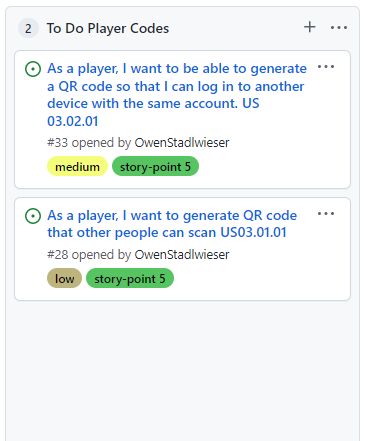 2 To Do Player Codes
As a player, I want to be able to generate
a QR code so that I can log in to another
device with the same account. US
03.02.01
#33 opened by OwenStadlwieser
medium story-point 5
As a player, I want to generate QR code
that other people can scan US03.01.01
#28 opened by OwenStadlwieser
low story-point 5